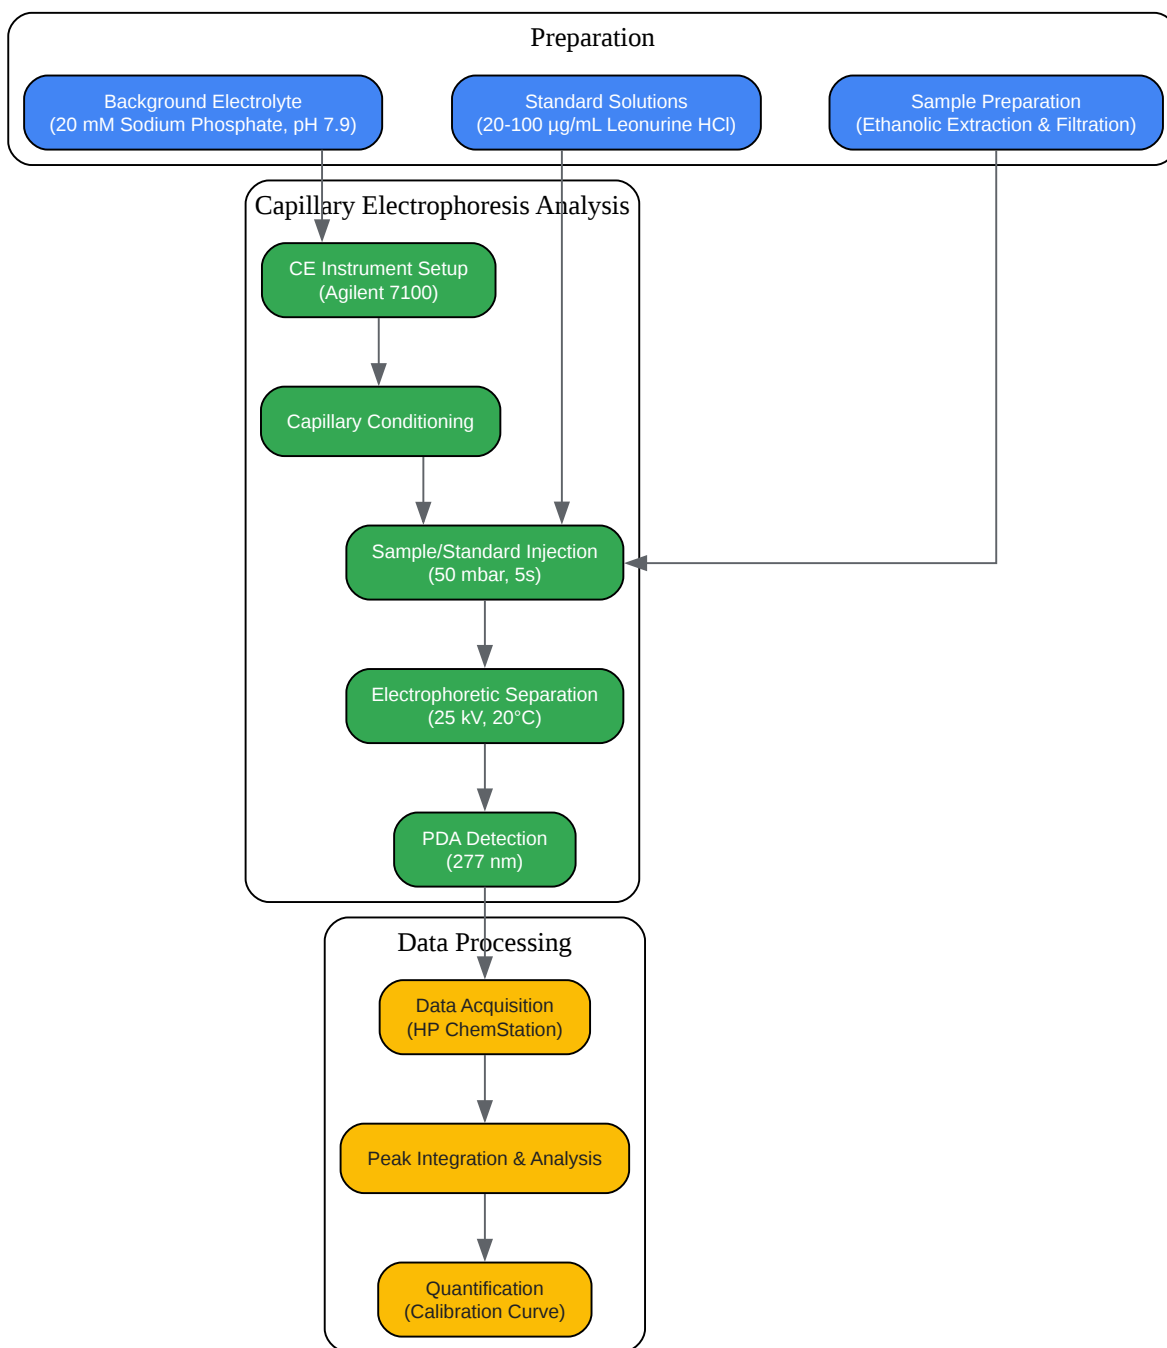 Preparation
Background Electrolyte
(20 mM Sodium Phosphate, pH 7.9)
Standard Solutions
(20-100 µg/mL Leonurine HCl)
Sample Preparation
(Ethanolic Extraction & Filtration)
Capillary Electrophoresis Analysis
CE Instrument Setup
(Agilent 7100)
Capillary Conditioning
Sample/Standard Injection
(50 mbar, 5s)
Electrophoretic Separation
(25 kV, 20°C)
PDA Detection
(277 nm)
Data Processing
Data Acquisition
(HP ChemStation)
Peak Integration & Analysis
Quantification
(Calibration Curve)